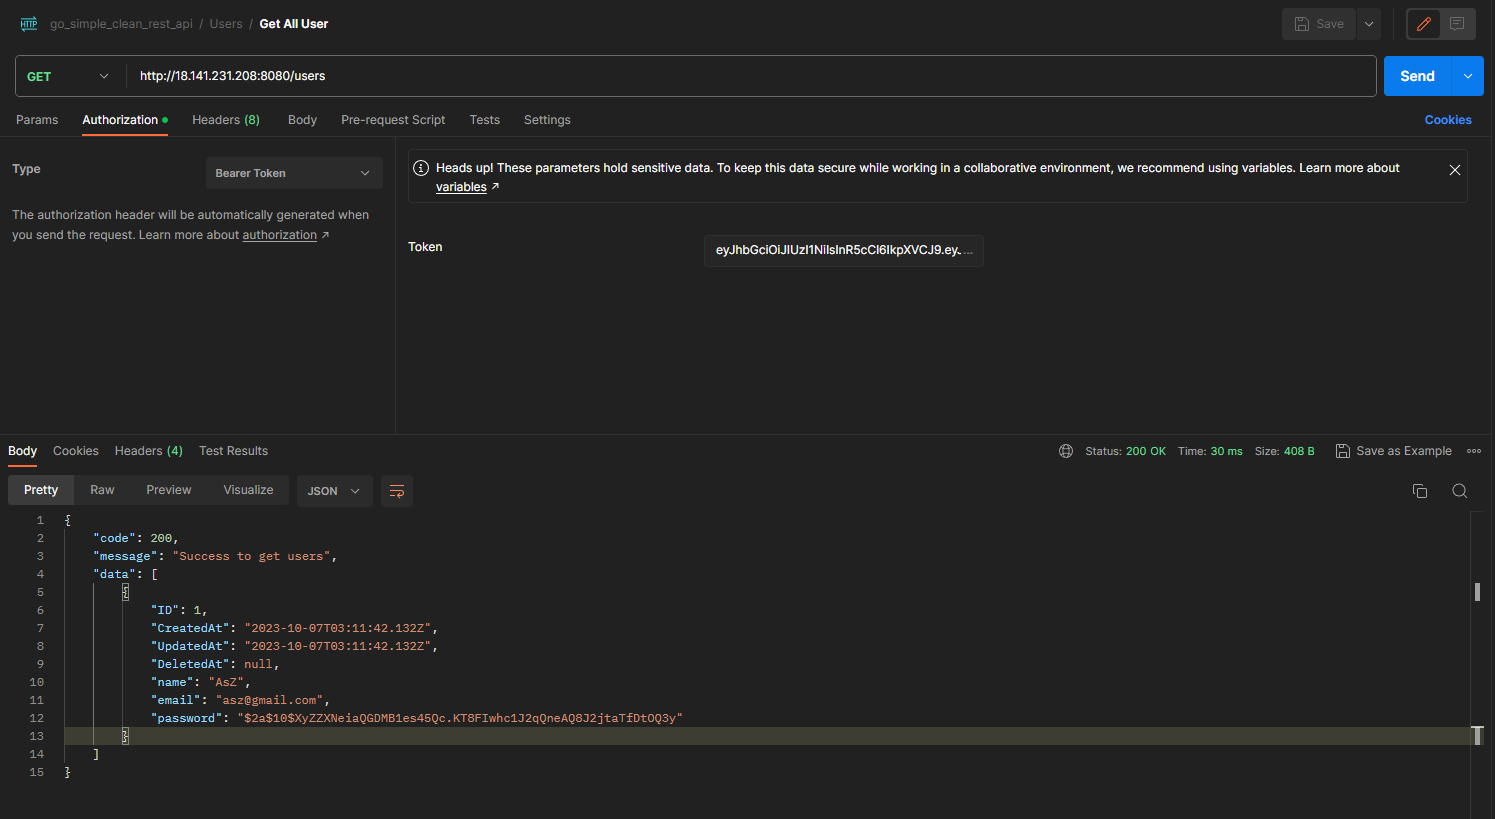 HTTP go_simple_clean_rest_api / Users / Get All User Save
GET http://18.141.231.208:8080/users Send
Params Authorization Headers (8) Body Pre-request Script Tests Settings Cookies
Type Bearer Token
The authorization header will be automatically generated when
you send the request. Learn more about authorization ↗
Heads up! These parameters hold sensitive data. To keep this data secure while working in a collaborative environment, we recommend using variables. Learn more about
variables ↗
Token eyJhbGciOiJIUzI1NiIsInR5cCI6IkpXVCJ9.eyJ...
Body Cookies Headers (4) Test Results Status: 200 OK Time: 30 ms Size: 408 B Save as Example
Pretty Raw Preview Visualize JSON
1 {
2 "code": 200,
3 "message": "Success to get users",
4 "data": [
5 {
6 "ID": 1,
7 "CreatedAt": "2023-10-07T03:11:42.132Z",
8 "UpdatedAt": "2023-10-07T03:11:42.132Z",
9 "DeletedAt": null,
10 "name": "AsZ",
11 "email": "asz@gmail.com",
12 "password": "$2a$10$XyZZXNeiaQGDMB1es45Qc.KT8FIwhc1J2qQneAQ8J2jtaTfDtOQ3y"
13 }
14 ]
15 }